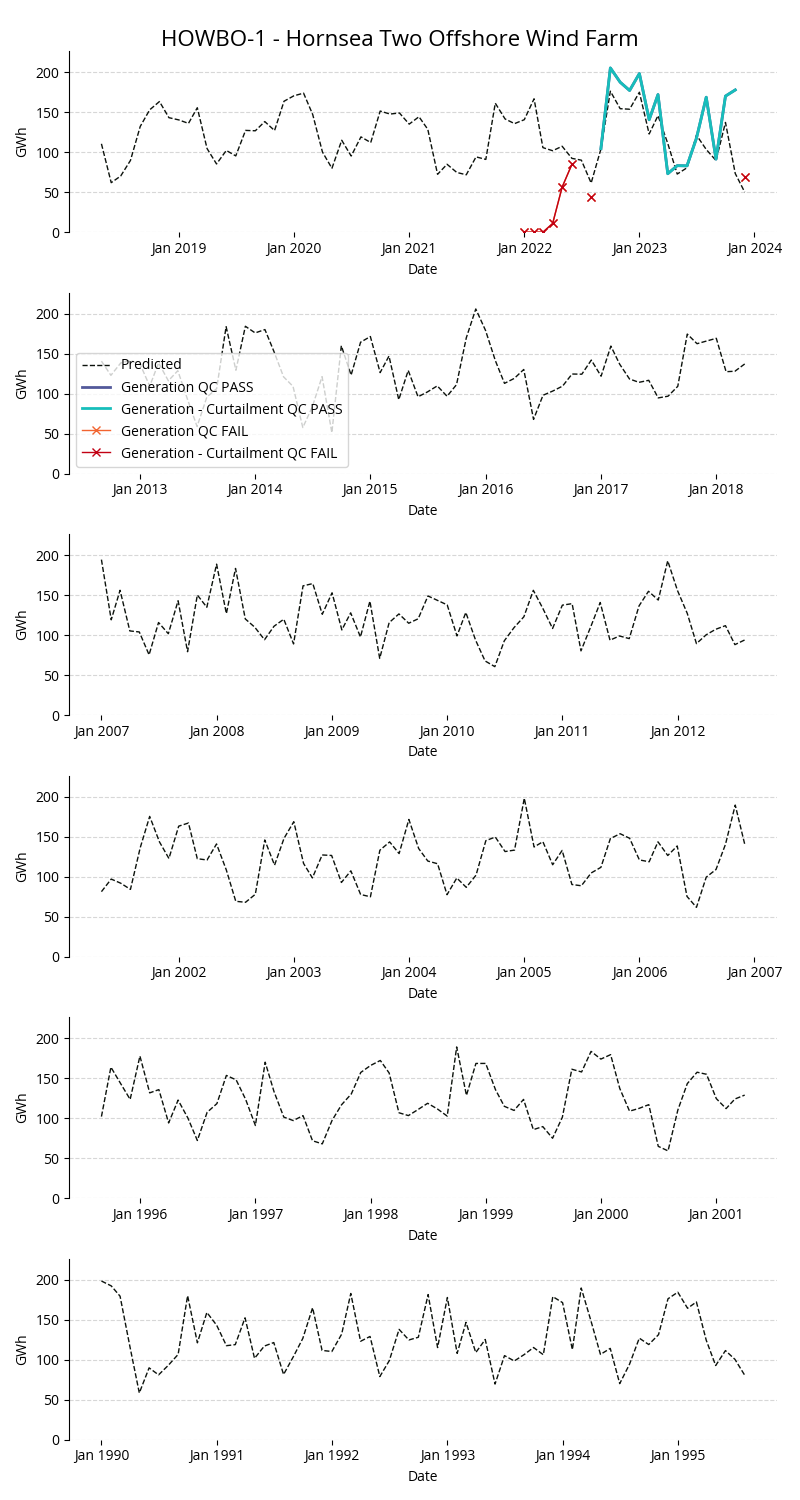 HOWBO-1 - Hornsea Two Offshore Wind Farm
200
150
100
50
0
GWh
Jan 2019 Jan 2020 Jan 2021 Jan 2022 Jan 2023 Jan 2024
Date
200
150
100
50
0
GWh
Predicted
Generation QC PASS
Generation - Curtailment QC PASS
Generation QC FAIL
Generation - Curtailment QC FAIL
Jan 2013 Jan 2014 Jan 2015 Jan 2016 Jan 2017 Jan 2018
Date
200
150
100
50
0
GWh
Jan 2007 Jan 2008 Jan 2009 Jan 2010 Jan 2011 Jan 2012
Date
200
150
100
50
0
GWh
Jan 2002 Jan 2003 Jan 2004 Jan 2005 Jan 2006 Jan 2007
Date
200
150
100
50
0
GWh
Jan 1996 Jan 1997 Jan 1998 Jan 1999 Jan 2000 Jan 2001
Date
200
150
100
50
0
GWh
Jan 1990 Jan 1991 Jan 1992 Jan 1993 Jan 1994 Jan 1995
Date